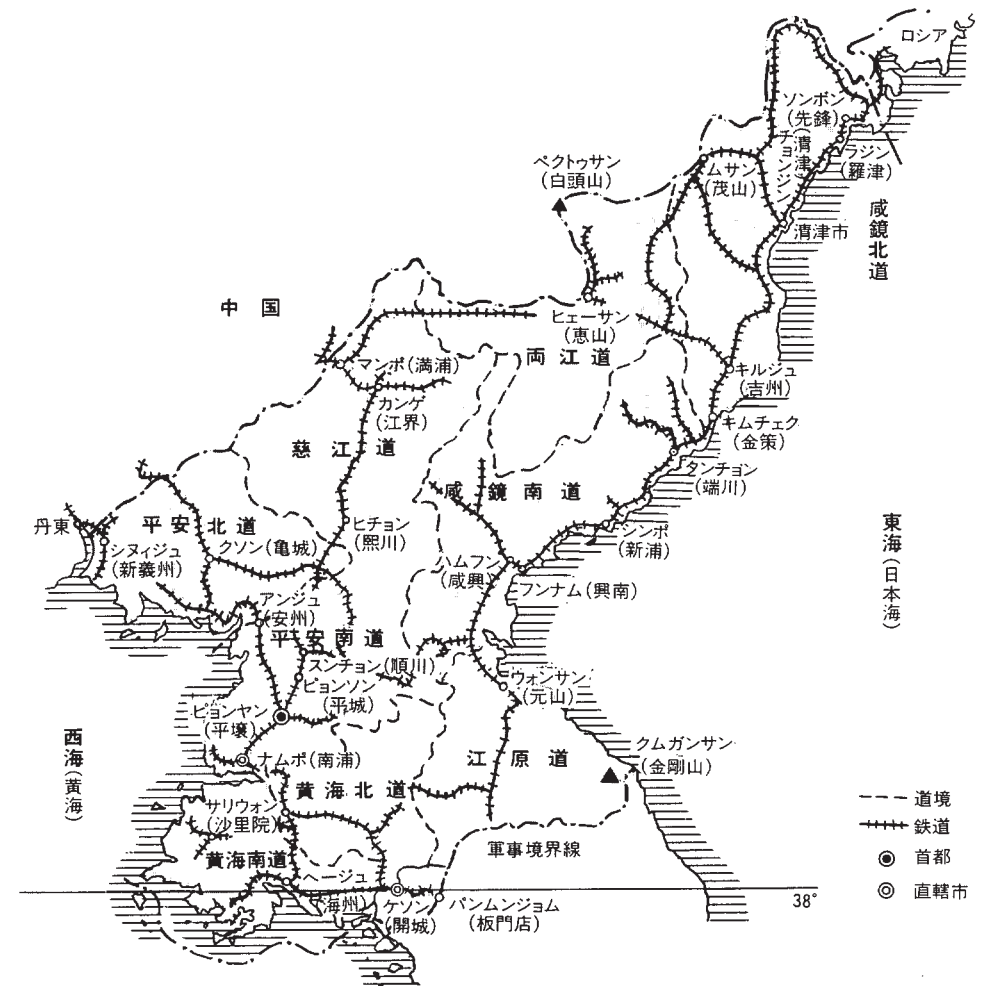 ロシア
ソンボン
(先鋒)
チョンジン
(清津)
ラジン
(羅津)
ムサン
(茂山)
ペクトゥサン
(白頭山)
咸鏡北道
清津市
中国
ヒェーサン
(恵山)
両江道
マンポ(満浦)
カンゲ
(江界)
キルジュ
(吉州)
キムチェク
(金策)
慈江道
タンチョン
(端川)
咸鏡南道
平安北道
丹東
シヌィジュ
(新義州)
クソン(亀城)
ヒチョン
(熙川)
シンポ
(新浦)
ハムフン
(咸興)
フンナム(興南)
東海(日本海)
アンジュ
(安州)
平安南道
スンチョン(順川)
ピョンソン
(平城)
ウォンサン
(元山)
ピョンヤン
(平壌)
西海(黄海)
ナムポ(南浦)
江原道
クムガンサン
(金剛山)
黄海北道
サリウォン
(沙里院)
黄海南道
軍事境界線
ヘージュ
(海州)
ケソン
(開城)
パンムンジョム
(板門店)
38°
道境
鉄道
首都
直轄市